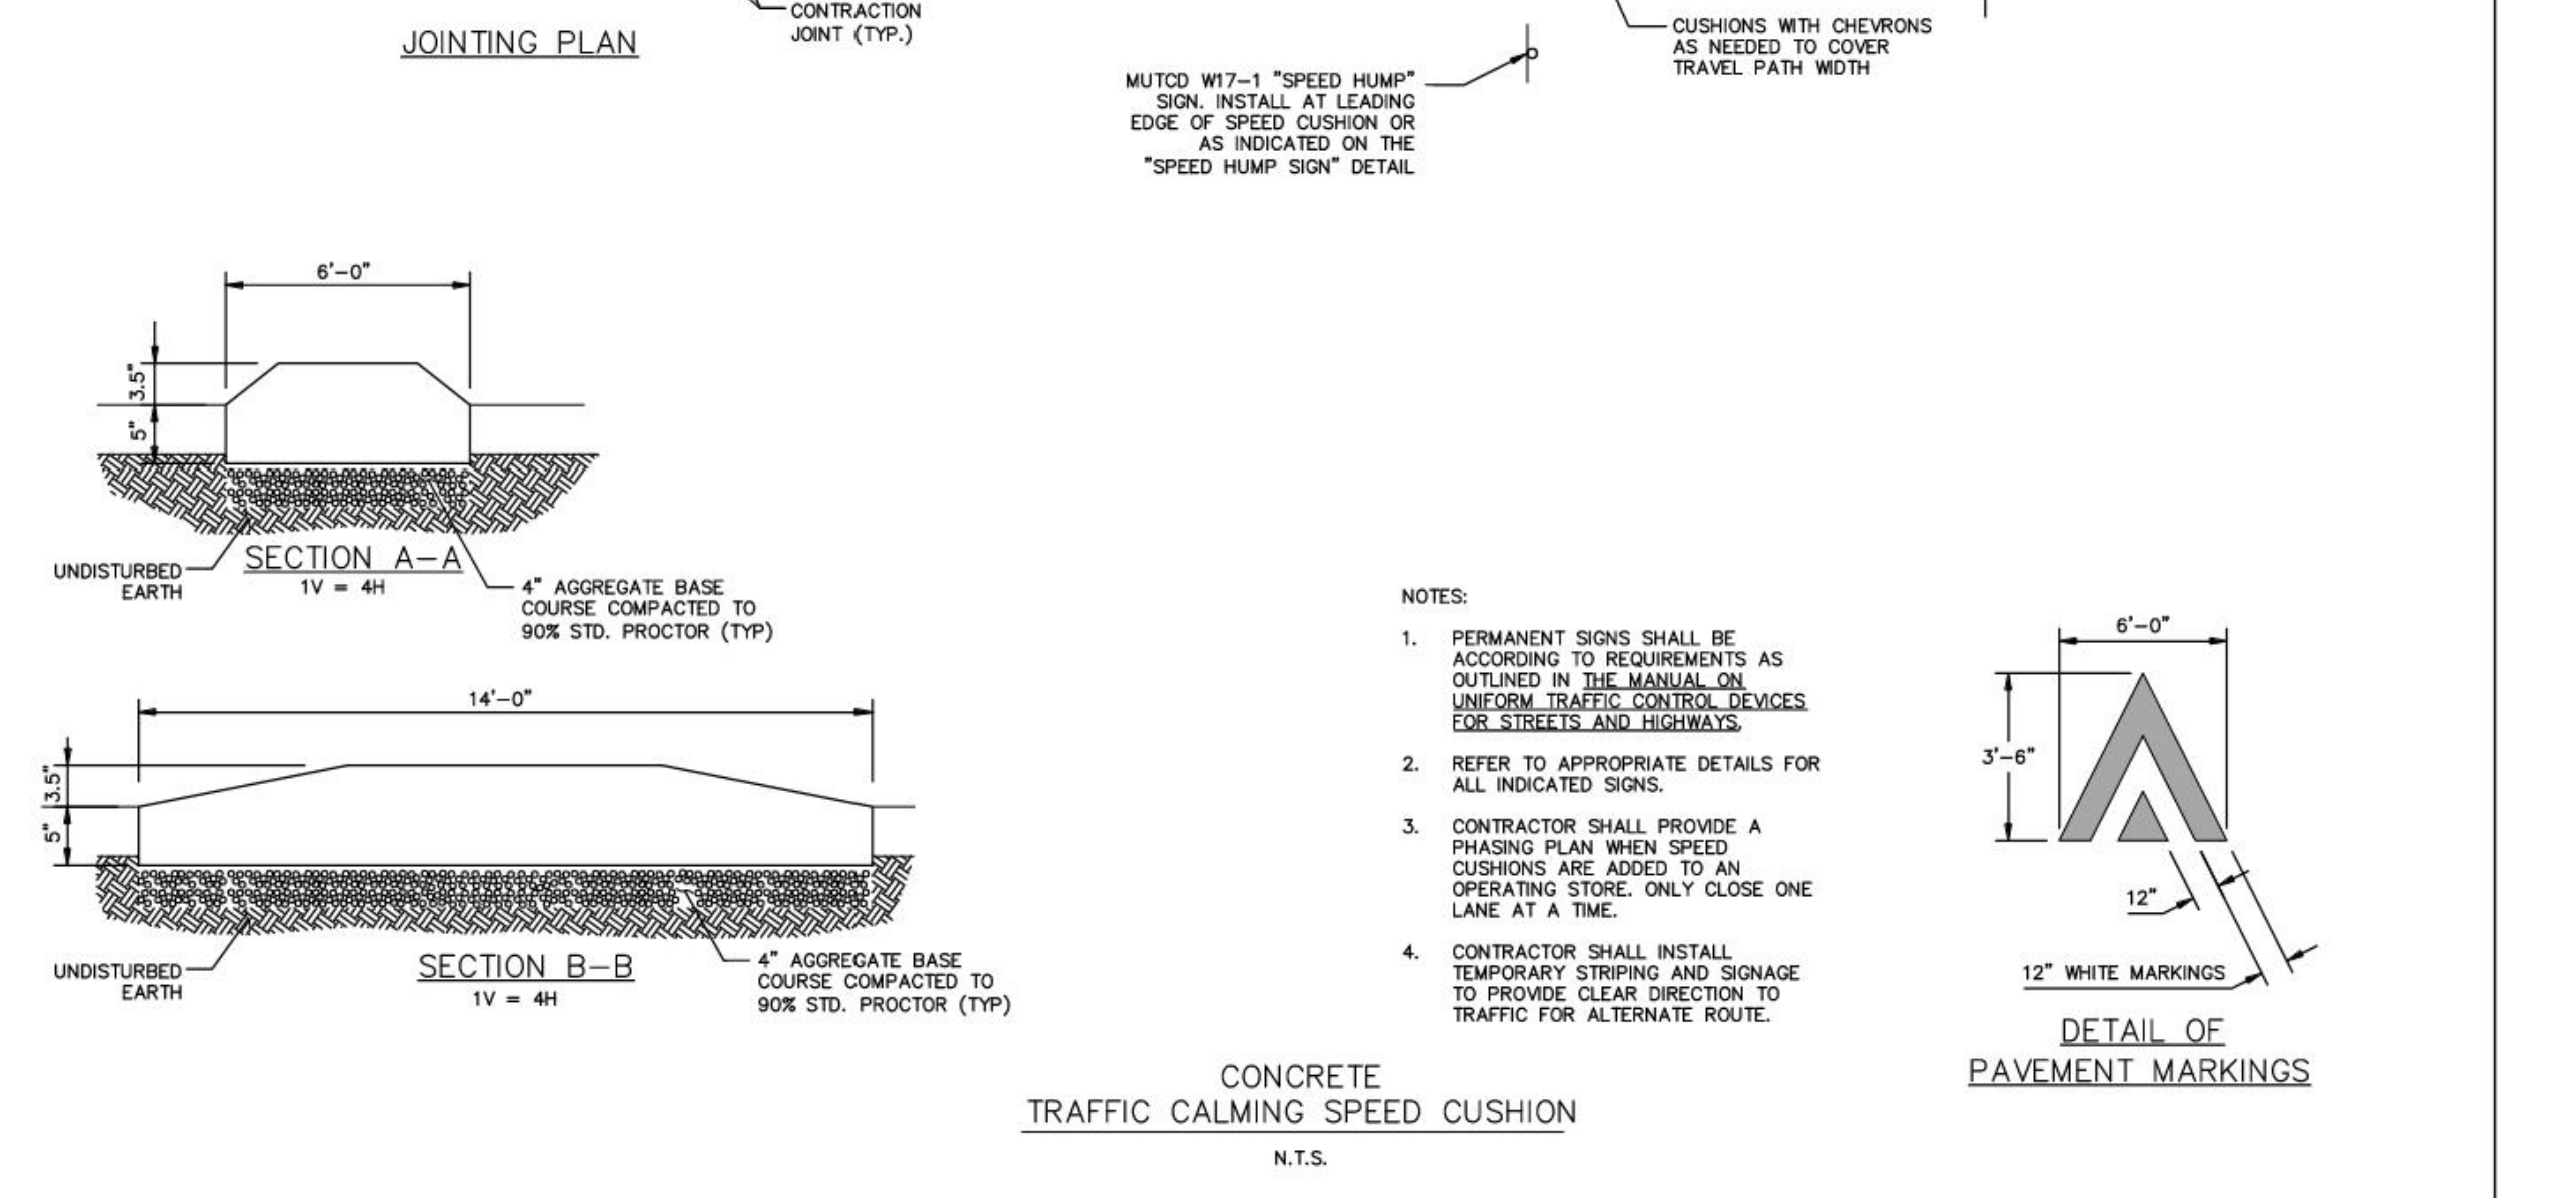 CONTRACTION
JOINT (TYP.)
JOINTING PLAN
CUSHIONS WITH CHEVRONS
AS NEEDED TO COVER
TRAVEL PATH WIDTH
MUTCD W17-1 "SPEED HUMP"
SIGN. INSTALL AT LEADING
EDGE OF SPEED CUSHION OR
AS INDICATED ON THE
"SPEED HUMP SIGN" DETAIL
6'-0"
3.5"
5"
UNDISTURBED
EARTH
SECTION A-A
1V = 4H
4" AGGREGATE BASE
COURSE COMPACTED TO
90% STD. PROCTOR (TYP)
14'-0"
3.5"
5"
UNDISTURBED
EARTH
SECTION B-B
1V = 4H
4" AGGREGATE BASE
COURSE COMPACTED TO
90% STD. PROCTOR (TYP)
NOTES:
1. PERMANENT SIGNS SHALL BE
ACCORDING TO REQUIREMENTS AS
OUTLINED IN THE MANUAL ON
UNIFORM TRAFFIC CONTROL DEVICES
FOR STREETS AND HIGHWAYS.
2. REFER TO APPROPRIATE DETAILS FOR
ALL INDICATED SIGNS.
3. CONTRACTOR SHALL PROVIDE A
PHASING PLAN WHEN SPEED
CUSHIONS ARE ADDED TO AN
OPERATING STORE. ONLY CLOSE ONE
LANE AT A TIME.
4. CONTRACTOR SHALL INSTALL
TEMPORARY STRIPING AND SIGNAGE
TO PROVIDE CLEAR DIRECTION TO
TRAFFIC FOR ALTERNATE ROUTE.
6'-0"
3'-6"
12"
12" WHITE MARKINGS
DETAIL OF
PAVEMENT MARKINGS
CONCRETE
TRAFFIC CALMING SPEED CUSHION
N.T.S.